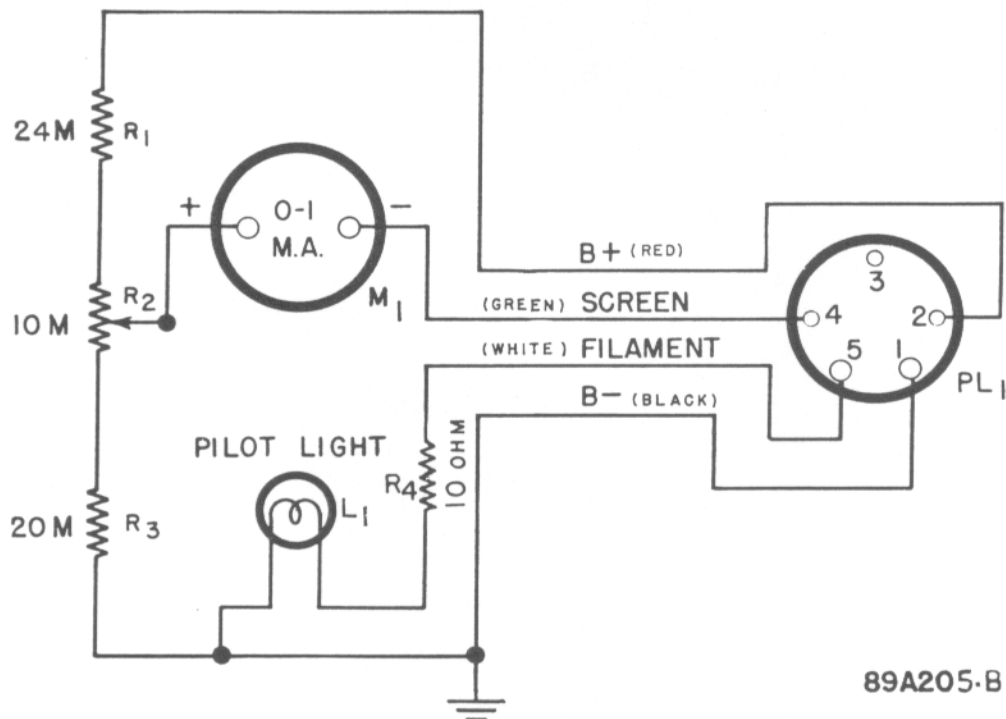 24M R1
+ 0-1 -
M.A.
M1
B+ (RED)
3
R2
10M
(GREEN) SCREEN
4 2
(WHITE) FILAMENT
5 1
PL1
B- (BLACK)
PILOT LIGHT
L1
R4
10 OHM
20M R3
89A205-B